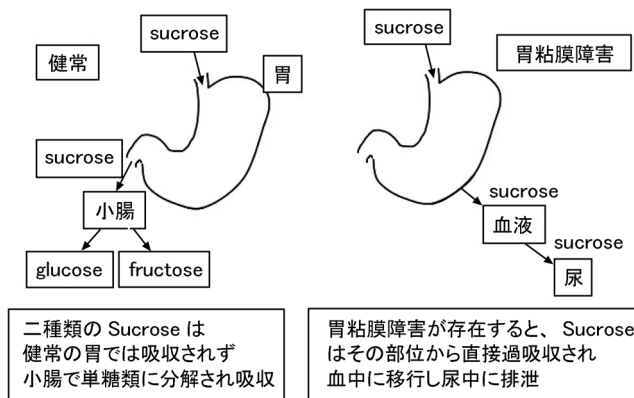 健常
sucrose
胃
sucrose
小腸
glucose
fructose
二種類の Sucrose は
健常の胃では吸収されず
小腸で単糖類に分解され吸収
sucrose
胃粘膜障害
sucrose
血液
sucrose
尿
胃粘膜障害が存在すると、 Sucrose
はその部位から直接過吸収され
血中に移行し尿中に排泄